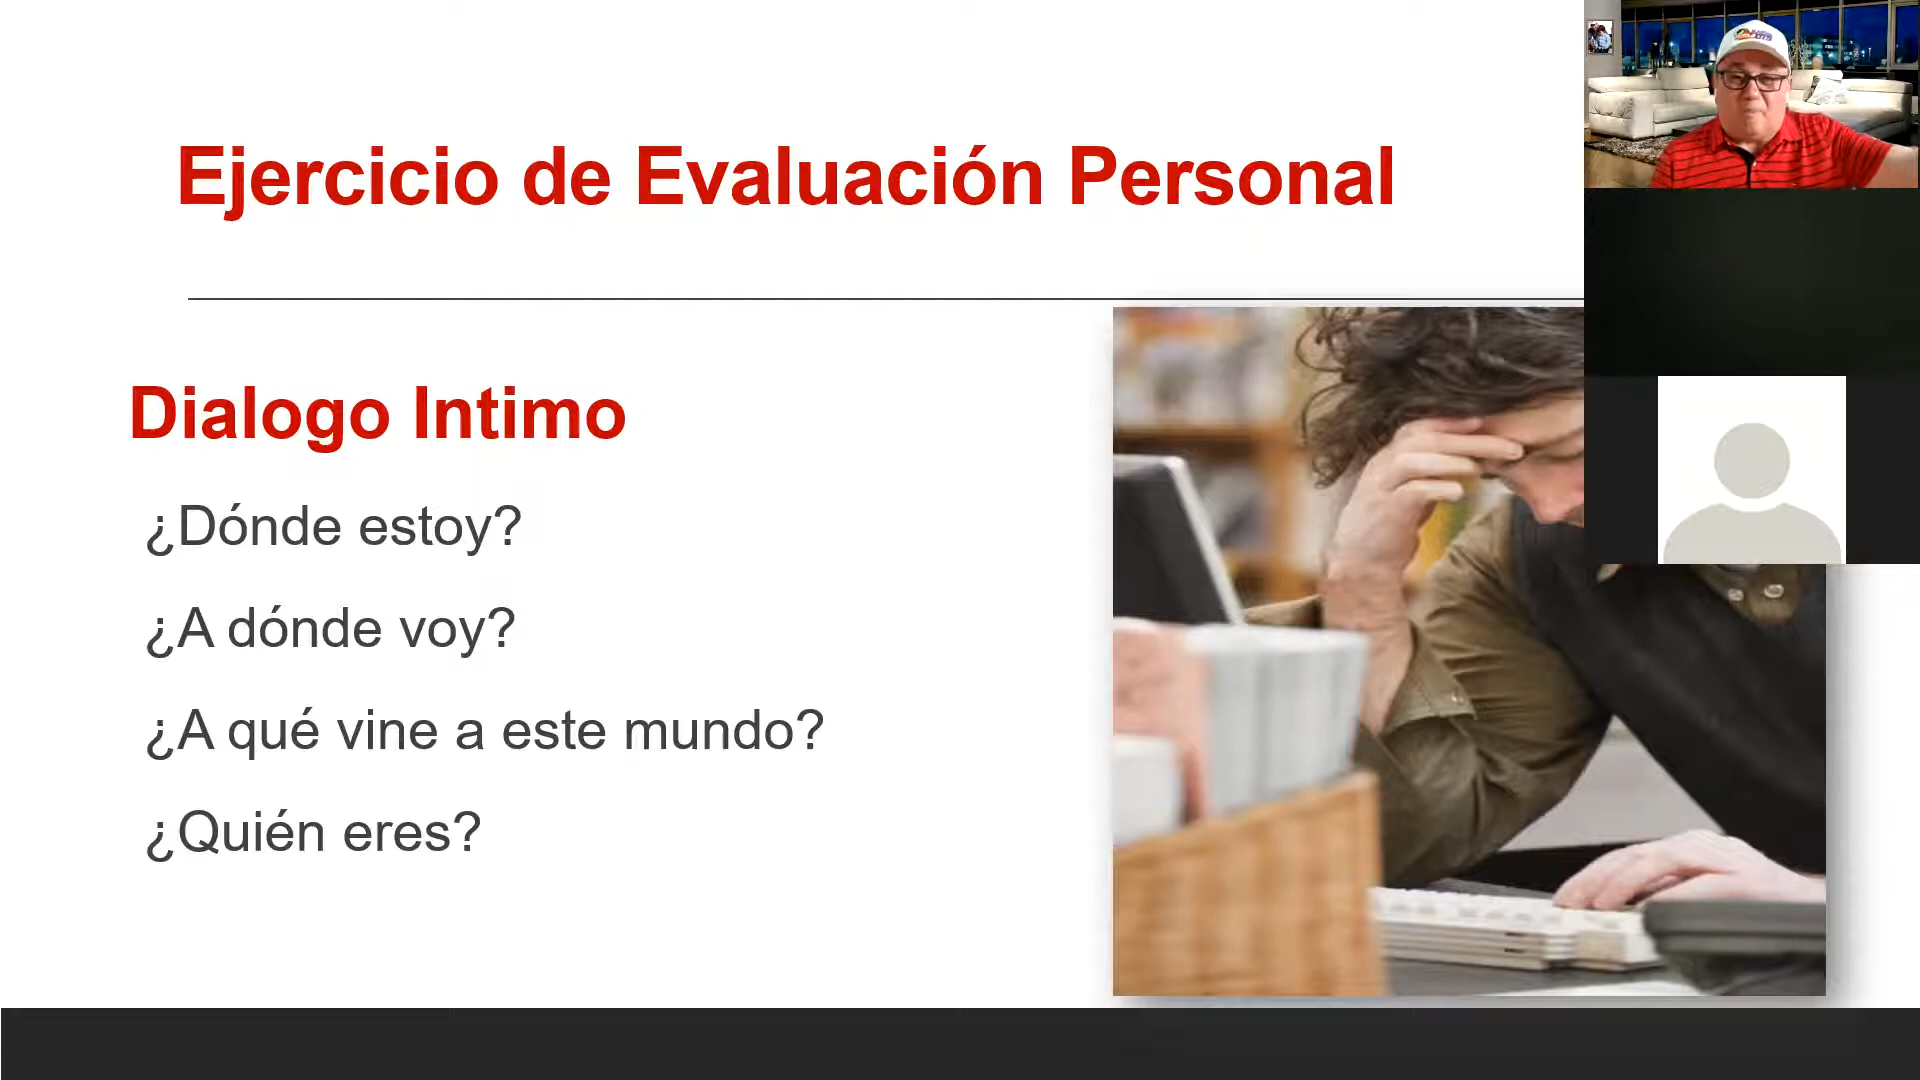 Ejercicio de Evaluación Personal
Dialogo Intimo
¿Dónde estoy?
¿A dónde voy?
¿A qué vine a este mundo?
¿Quién eres?